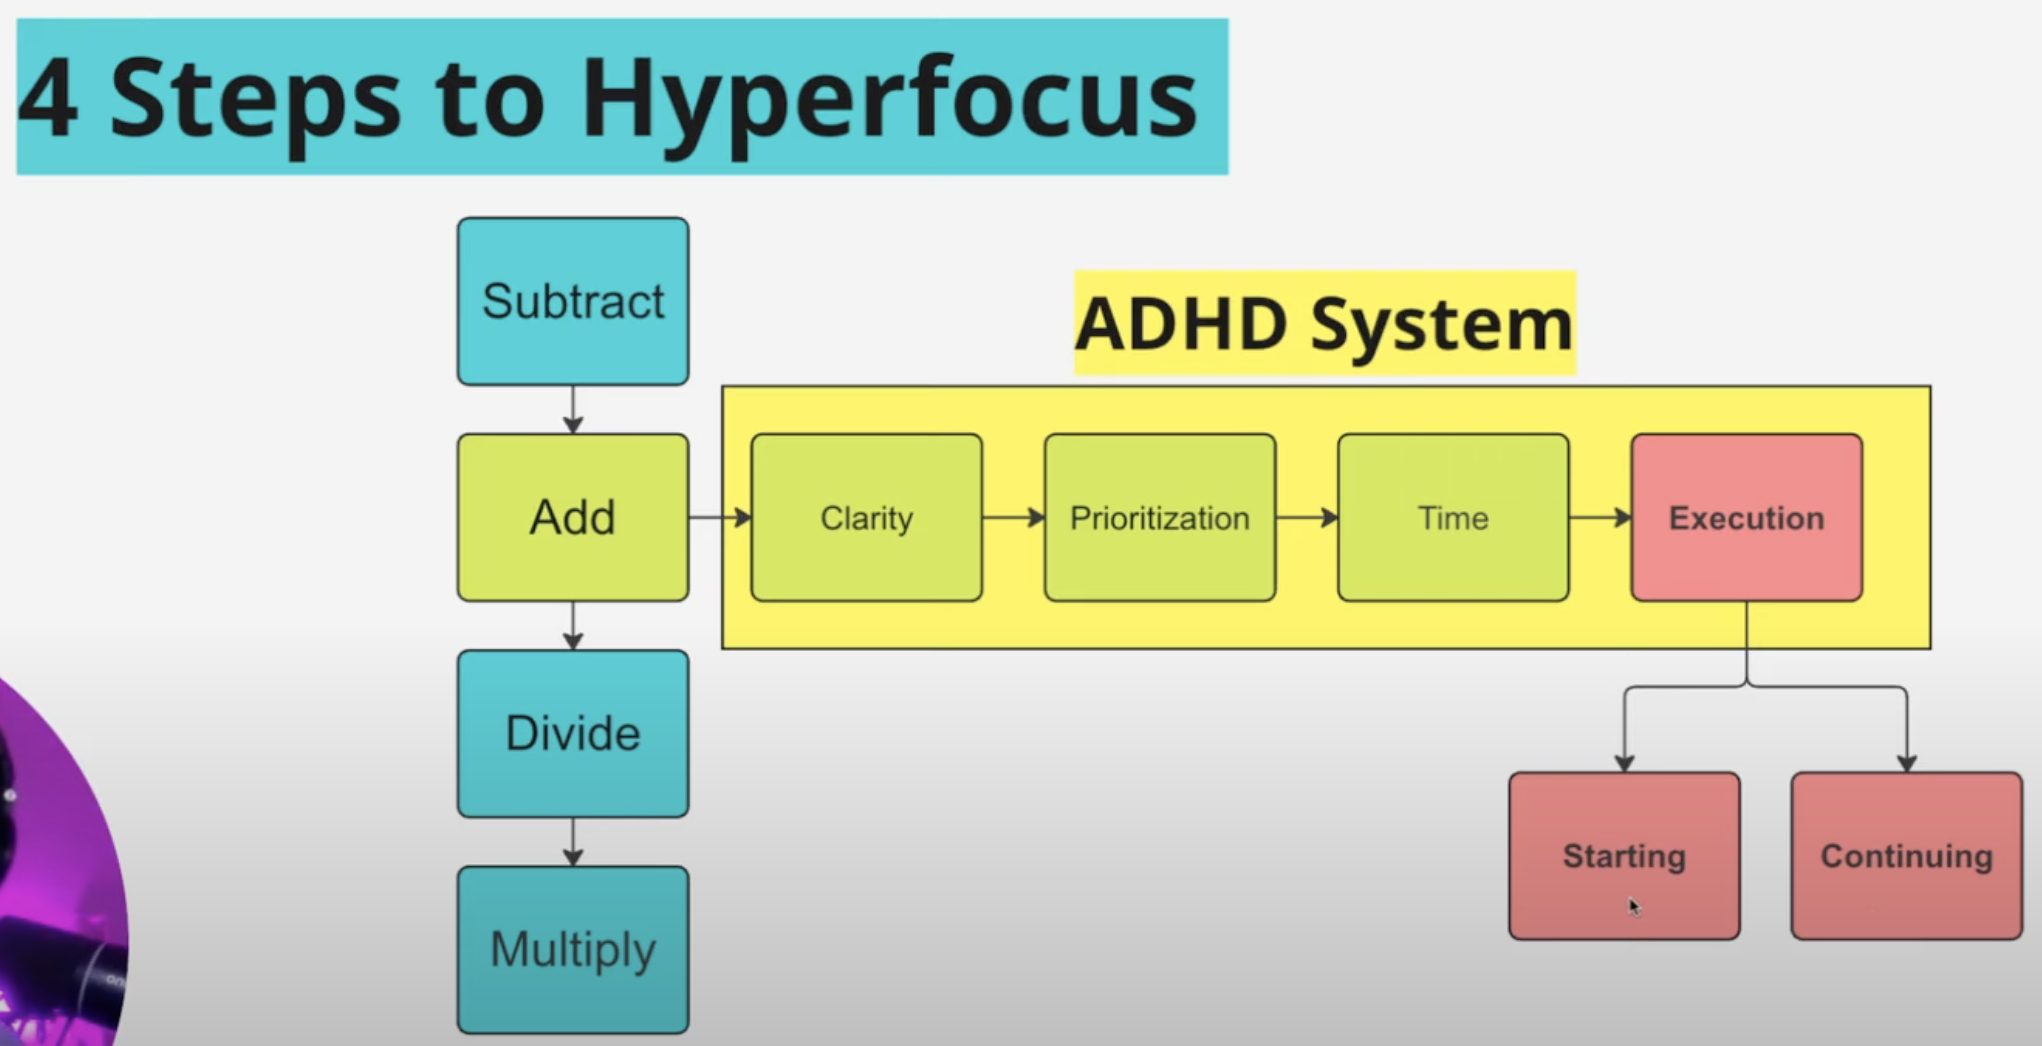 4 Steps to Hyperfocus
Subtract
ADHD System
Add
Clarity
Prioritization
Time
Execution
Divide
Starting
Continuing
Multiply